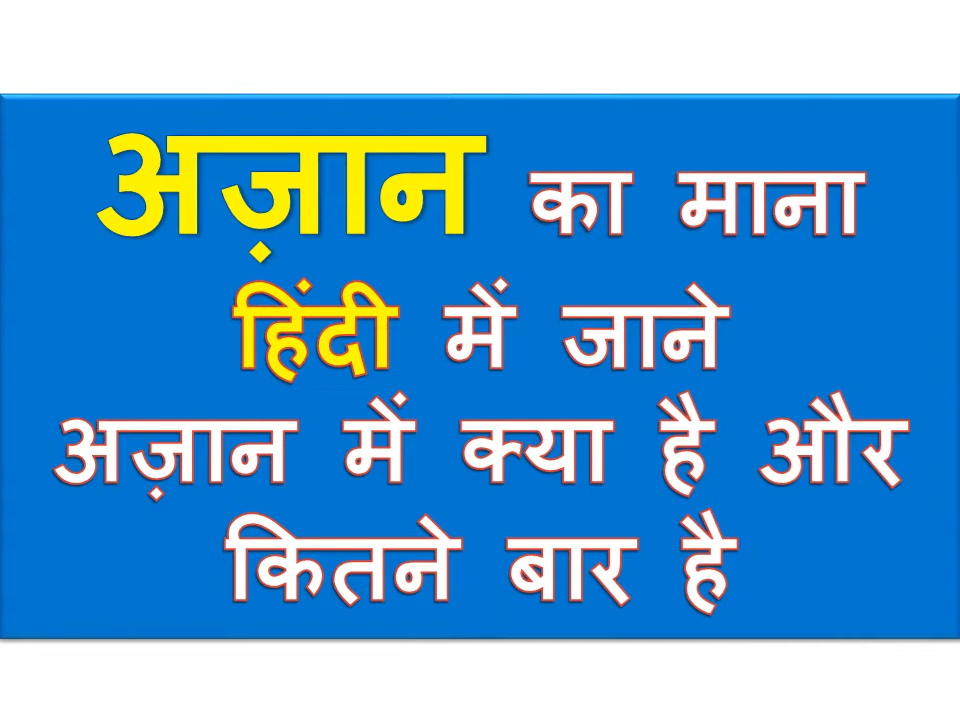 अज़ान का माना
हिंदी में जाने
अज़ान में क्या है और
कितने बार है